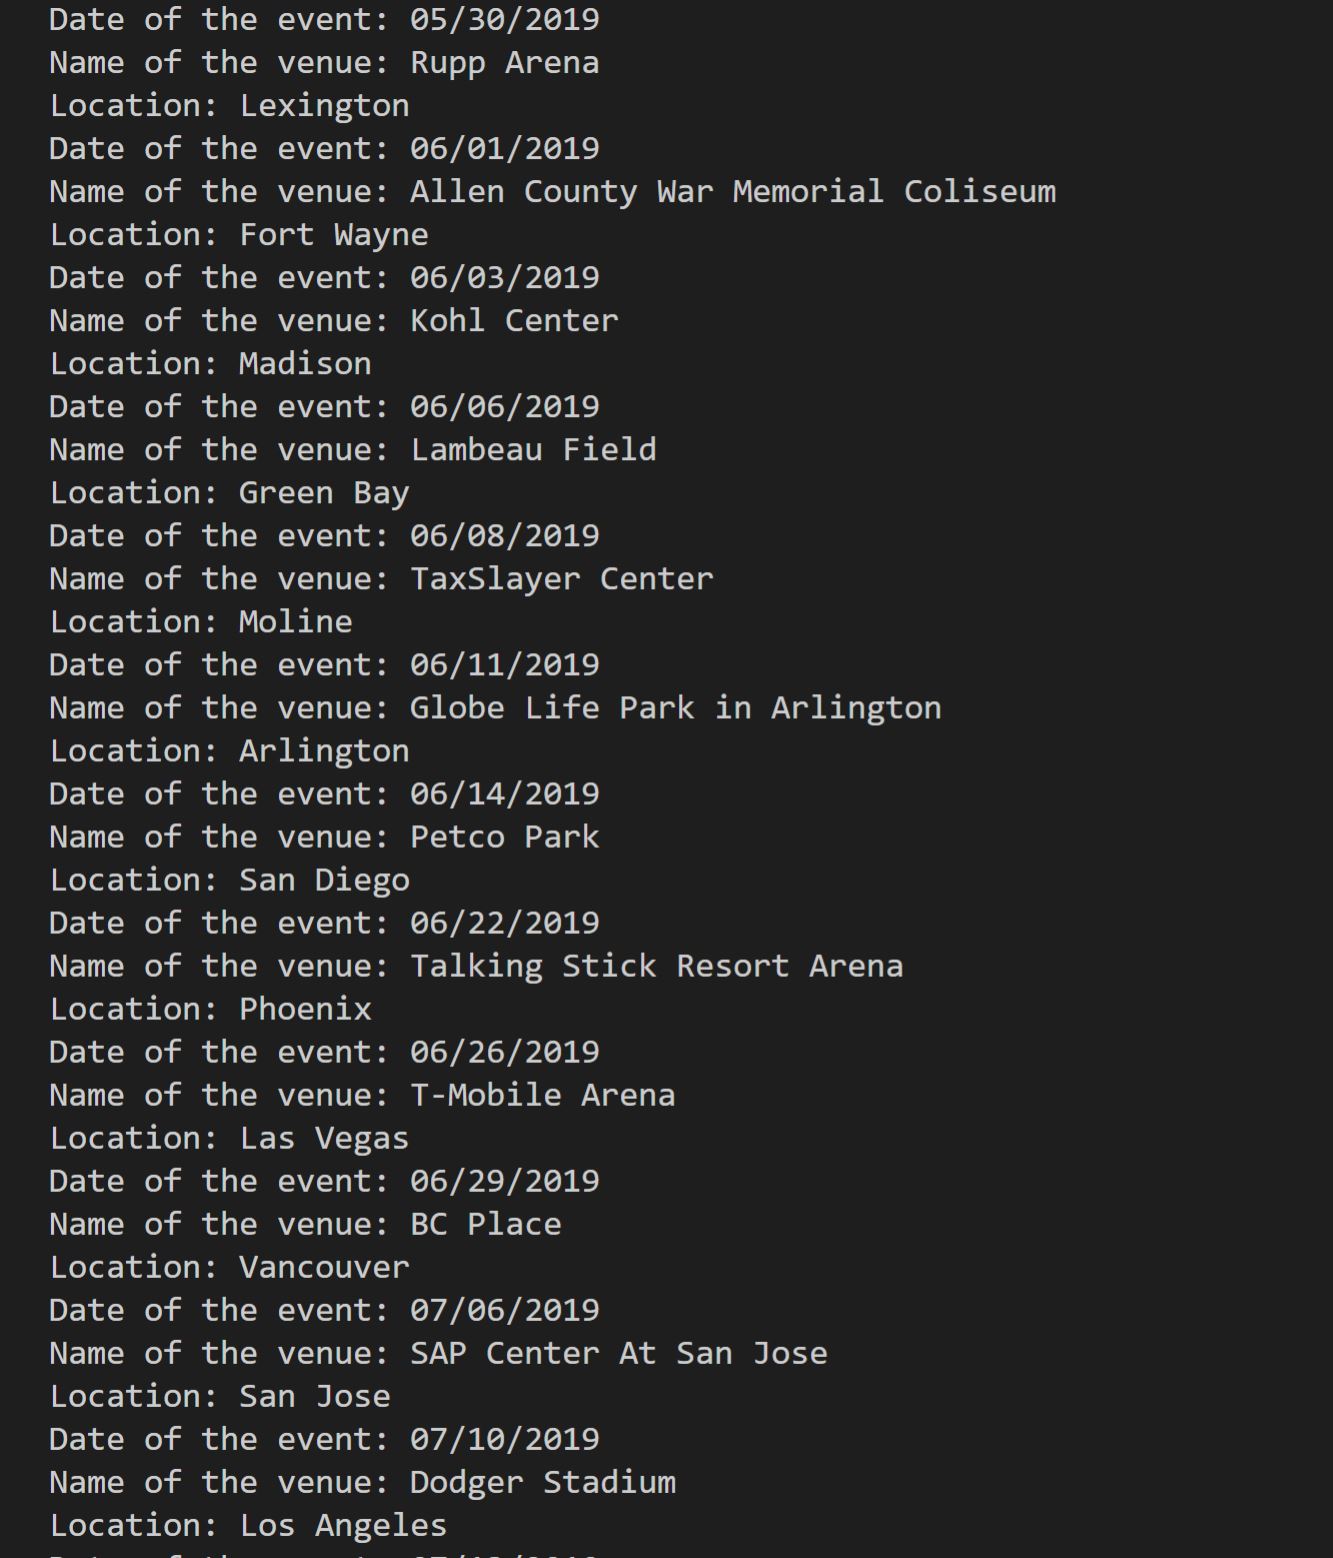 Date of the event: 05/30/2019
Name of the venue: Rupp Arena
Location: Lexington
Date of the event: 06/01/2019
Name of the venue: Allen County War Memorial Coliseum
Location: Fort Wayne
Date of the event: 06/03/2019
Name of the venue: Kohl Center
Location: Madison
Date of the event: 06/06/2019
Name of the venue: Lambeau Field
Location: Green Bay
Date of the event: 06/08/2019
Name of the venue: TaxSlayer Center
Location: Moline
Date of the event: 06/11/2019
Name of the venue: Globe Life Park in Arlington
Location: Arlington
Date of the event: 06/14/2019
Name of the venue: Petco Park
Location: San Diego
Date of the event: 06/22/2019
Name of the venue: Talking Stick Resort Arena
Location: Phoenix
Date of the event: 06/26/2019
Name of the venue: T-Mobile Arena
Location: Las Vegas
Date of the event: 06/29/2019
Name of the venue: BC Place
Location: Vancouver
Date of the event: 07/06/2019
Name of the venue: SAP Center At San Jose
Location: San Jose
Date of the event: 07/10/2019
Name of the venue: Dodger Stadium
Location: Los Angeles